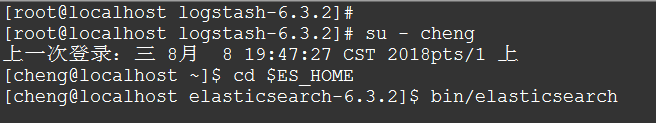 [root@localhost logstash-6.3.2]#
[root@localhost logstash-6.3.2]# su - cheng
上一次登录：三 8月  8 19:47:27 CST 2018pts/1 上
[cheng@localhost ~]$ cd $ES_HOME
[cheng@localhost elasticsearch-6.3.2]$ bin/elasticsearch